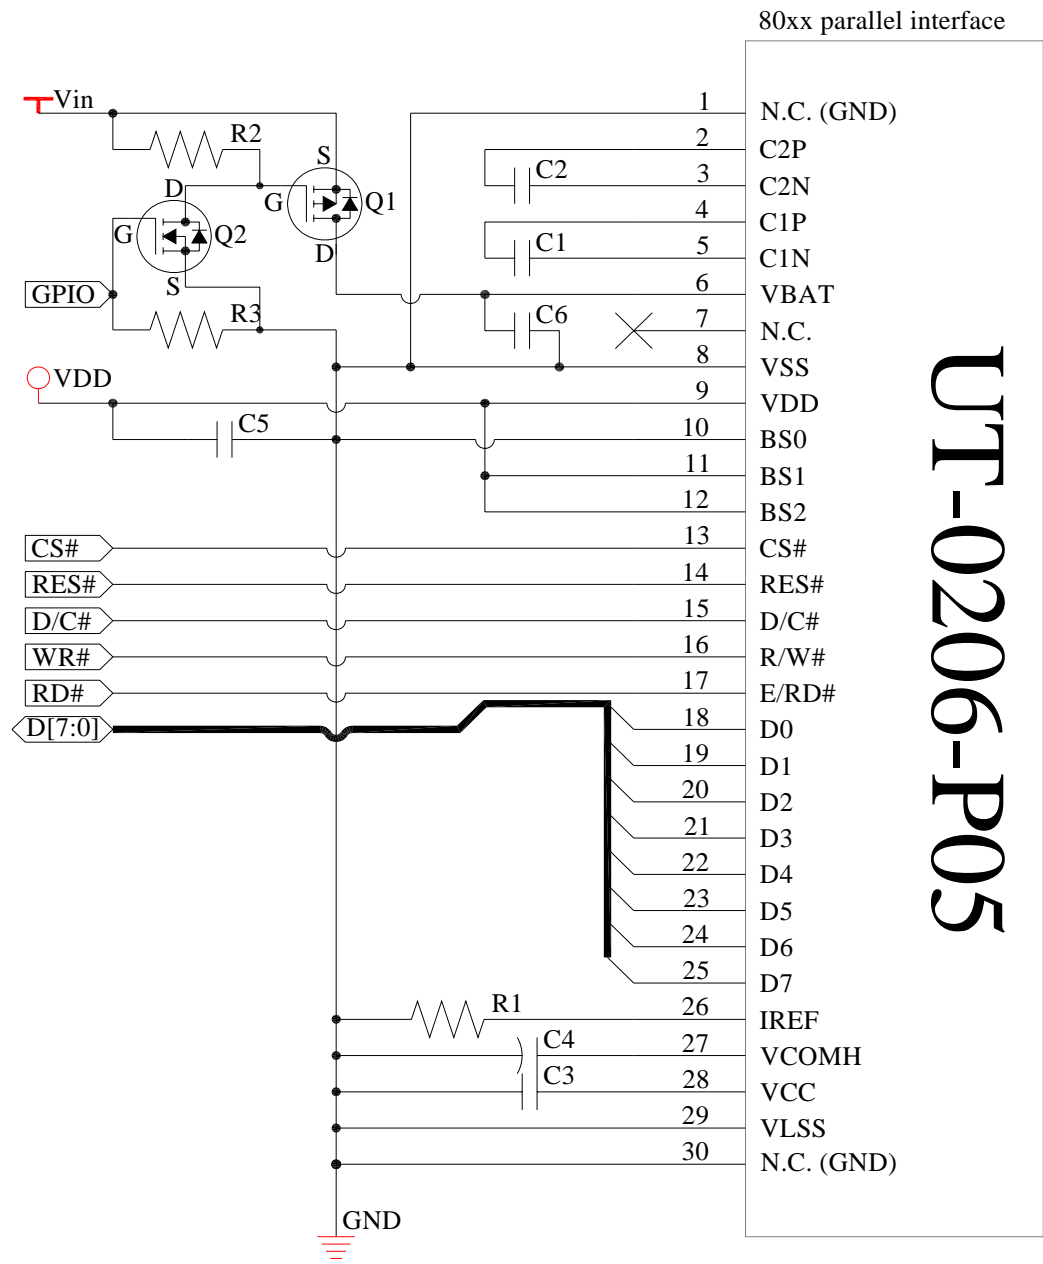 80xx parallel interface
Vin
R2
S
D
G
Q1
G
Q2
D
S
GPIO
R3
VDD
C5
C2
C1
C6
1 N.C. (GND)
2 C2P
3 C2N
4 C1P
5 C1N
6 VBAT
7 N.C.
8 VSS
9 VDD
10 BS0
11 BS1
12 BS2
CS# 13 CS#
RES# 14 RES#
D/C# 15 D/C#
WR# 16 R/W#
RD# 17 E/RD#
D[7:0] 18 D0
19 D1
20 D2
21 D3
22 D4
23 D5
24 D6
25 D7
R1 26 IREF
C4 27 VCOMH
C3 28 VCC
29 VLSS
30 N.C. (GND)
GND
UT-0206-P05